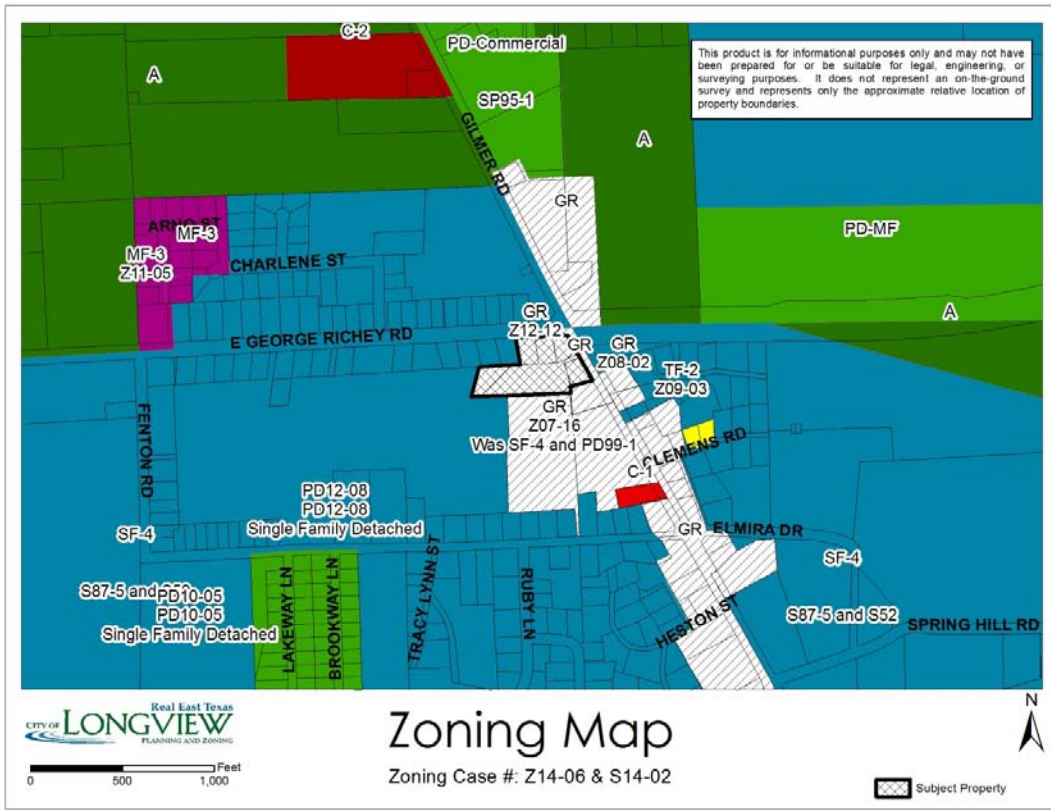 C-2
PD-Commercial
A
SP95-1
This product is for informational purposes only and may not have
been prepared for or be suitable for legal, engineering, or
surveying purposes. It does not represent an on-the-ground
survey and represents only the approximate relative location of
property boundaries.
GILMER RD
A
GR
ARNO ST
MF-3
MF-3
Z11-05
CHARLENE ST
PD-MF
A
E GEORGE RICHEY RD
GR
Z12-12
GR
GR
Z08-02
TF-2
Z09-03
GR
Z07-16
Was SF-4 and PD99-1
FENTON RD
CLEMENS RD
C-1
PD12-08
PD12-08
Single Family Detached
SF-4
GR
ELMIRA DR
SF-4
S87-5 and S52
PD10-05
PD10-05
Single Family Detached
LAKEWAY LN
BROOKWAY LN
TRACY LYNN ST
RUBY LN
HESTON ST
S87-5 and S52
SPRING HILL RD
Real East Texas
CITY OF LONGVIEW
PLANNING AND ZONING
Feet
0 500 1,000
Zoning Map
Zoning Case #: Z14-06 & S14-02
N
Subject Property